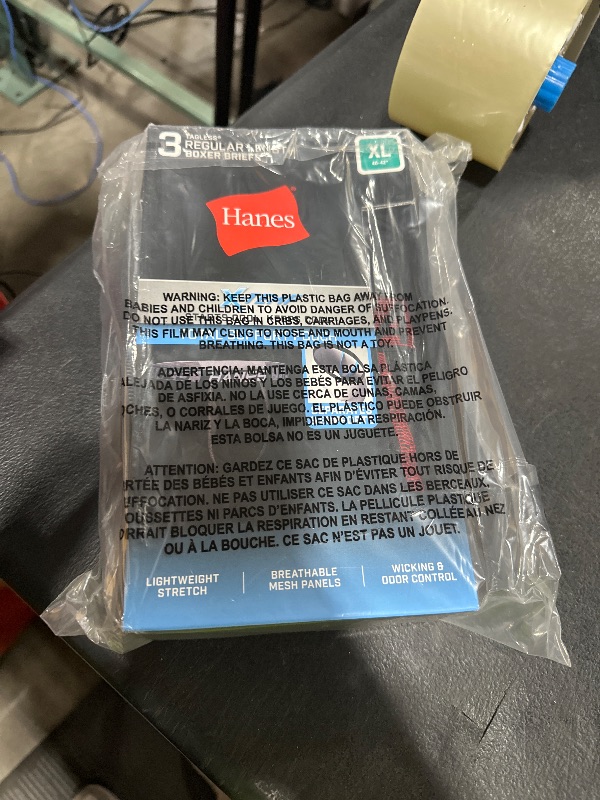 3 TAGLESS®
REGULAR
BOXER BRIEFS
XL
Hanes
WARNING: KEEP THIS PLASTIC BAG AWAY FROM
BABIES AND CHILDREN TO AVOID DANGER OF SUFFOCATION.
DO NOT USE THIS BAG IN CRIBS, CARRIAGES, AND PLAYPENS.
THIS FILM MAY CLING TO NOSE AND MOUTH AND PREVENT
BREATHING. THIS BAG IS NOT A TOY.
ADVERTENCIA: MANTENGA ESTA BOLSA PLÁSTICA
ALEJADA DE LOS NIÑOS Y LOS BEBÉS PARA EVITAR EL PELIGRO
DE ASFIXIA. NO LA USE CERCA DE CUNAS, CAMAS,
OCHES, O CORRALES DE JUEGO. EL PLÁSTICO PUEDE OBSTRUIR
LA NARIZ Y LA BOCA, IMPIDIENDO LA RESPIRACIÓN.
ESTA BOLSA NO ES UN JUGUETE.
ATTENTION: GARDEZ CE SAC DE PLASTIQUE HORS DE
RTÉE DES BÉBÉS ET ENFANTS AFIN D'ÉVITER TOUT RISQUE DE
UFFOCATION. NE PAS UTILISER CE SAC DANS LES BERCEAUX,
OUSSETTES NI PARCS D'ENFANTS. LA PELLICULE PLASTIQUE
RRAIT BLOQUER LA RESPIRATION EN RESTANT COLLÉE AU NEZ
OU À LA BOUCHE. CE SAC N'EST PAS UN JOUET.
LIGHTWEIGHT
STRETCH
BREATHABLE
MESH PANELS
WICKING &
ODOR CONTROL